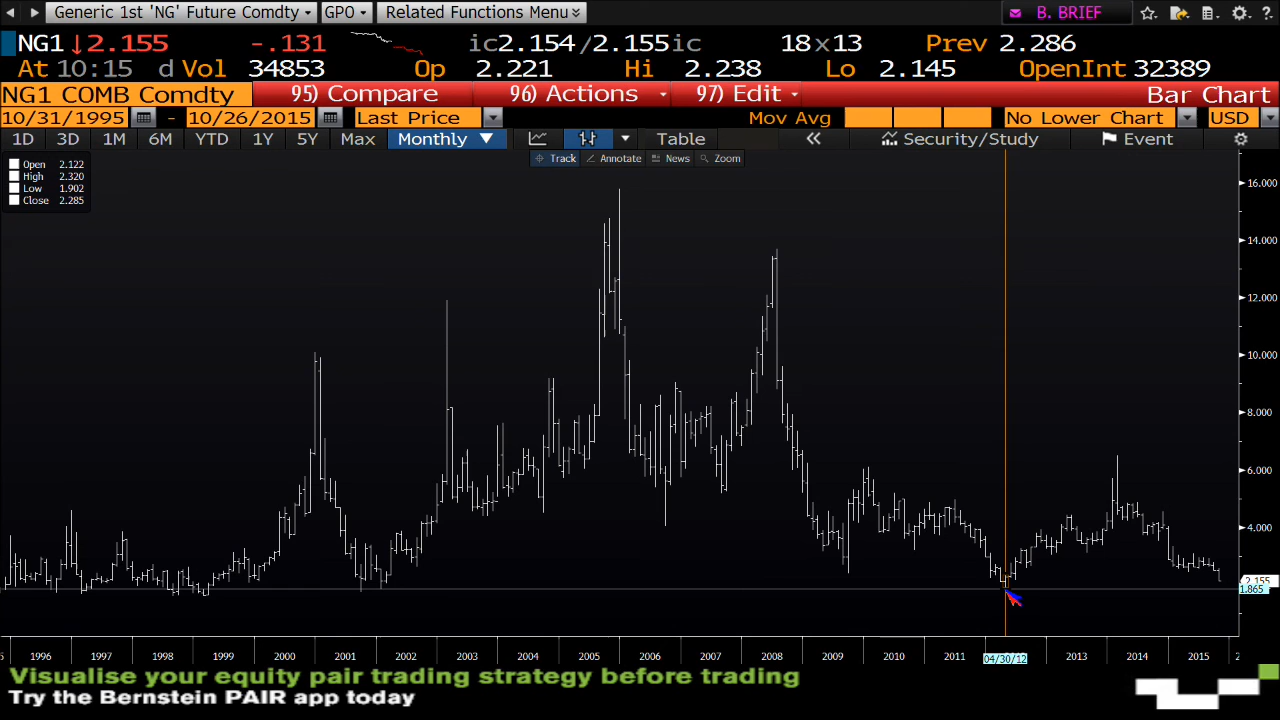 Generic 1st 'NG' Future Comdty GPO Related Functions Menu B. BRIEF
NG1 ↓2.155 -.131 ic2.154/2.155ic 18x13 Prev 2.286
At 10:15 d Vol 34853 Op 2.221 Hi 2.238 Lo 2.145 OpenInt 32389
NG1 COMB Comdty 95) Compare 96) Actions 97) Edit Bar Chart
10/31/1995 - 10/26/2015 Last Price Mov Avg No Lower Chart USD
1D 3D 1M 6M YTD 1Y 5Y Max Monthly ▼ Table « Security/Study Event
Track Annotate News Zoom
Open 2.122
High 2.320
Low 1.902
Close 2.285
16.000
14.000
12.000
10.000
8.000
6.000
4.000
2.155
1.865
1996 1997 1998 1999 2000 2001 2002 2003 2004 2005 2006 2007 2008 2009 2010 2011 04/30/12 2013 2014 2015
Visualise your equity pair trading strategy before trading
Try the Bernstein PAIR app today